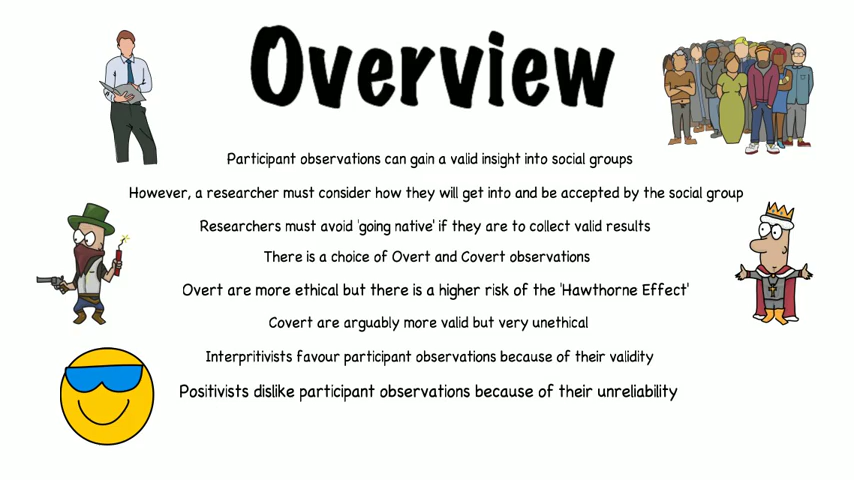 Overview
Participant observations can gain a valid insight into social groups
However, a researcher must consider how they will get into and be accepted by the social group
Researchers must avoid 'going native' if they are to collect valid results
There is a choice of Overt and Covert observations
Overt are more ethical but there is a higher risk of the 'Hawthorne Effect'
Covert are arguably more valid but very unethical
Interpritivists favour participant observations because of their validity
Positivists dislike participant observations because of their unreliability